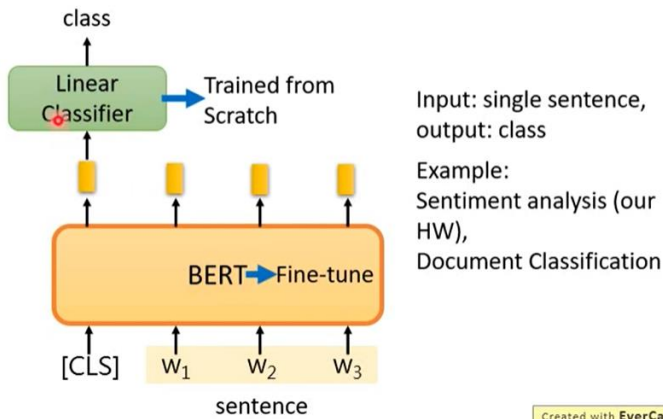 class
Linear
Classifier
Trained from
Scratch
BERT
Fine-tune
[CLS]
w₁
w₂
w₃
sentence
Input: single sentence,
output: class
Example:
Sentiment analysis (our
HW),
Document Classification
Created with EverCa